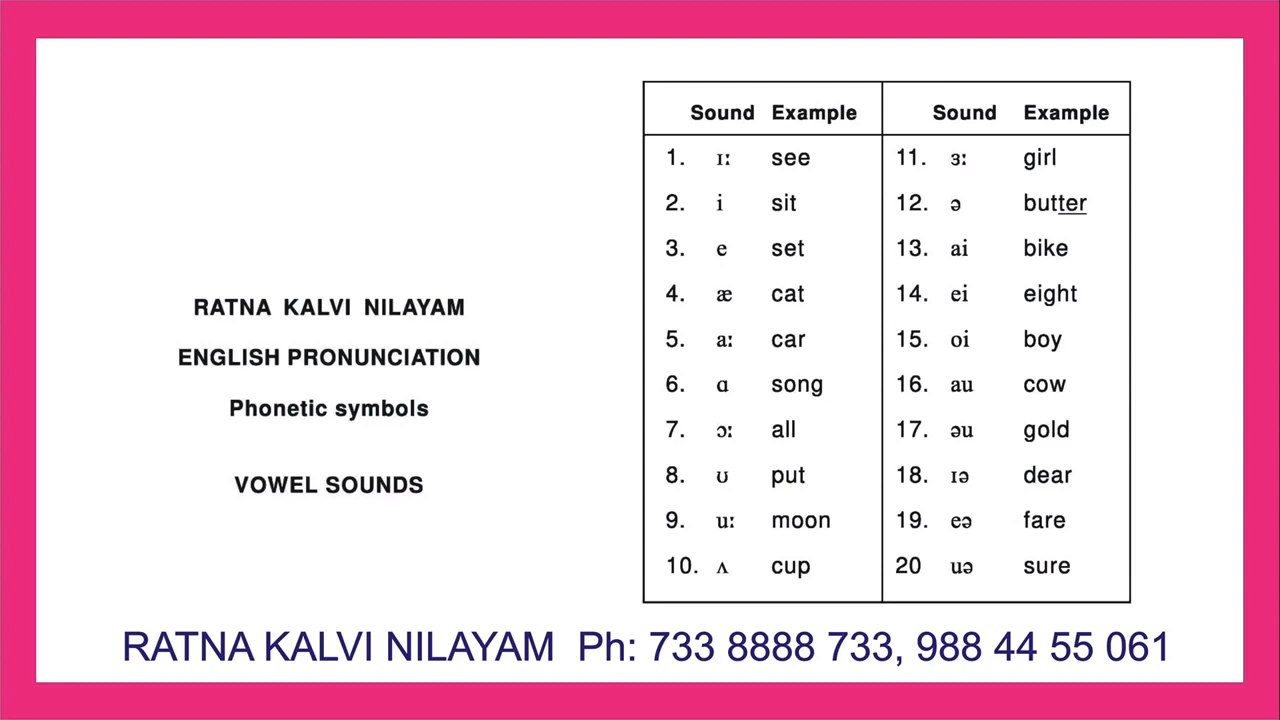 RATNA KALVI NILAYAM
ENGLISH PRONUNCIATION
Phonetic symbols
VOWEL SOUNDS
Sound Example Sound Example
1. ɪː see 11. ɜː girl
2. i sit 12. ə butter
3. e set 13. ai bike
4. æ cat 14. ei eight
5. aː car 15. oi boy
6. ɑ song 16. au cow
7. ɔː all 17. əu gold
8. ʊ put 18. ɪə dear
9. uː moon 19. eə fare
10. ʌ cup 20 uə sure
RATNA KALVI NILAYAM Ph: 733 8888 733, 988 44 55 061